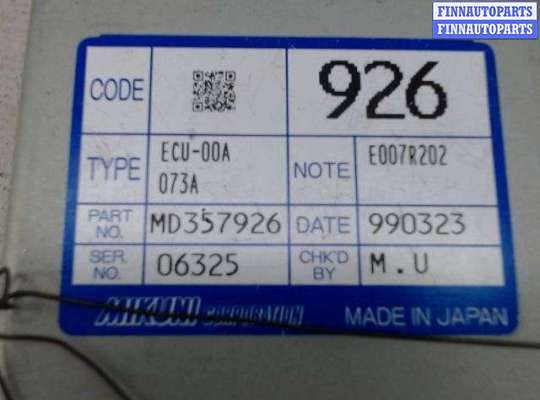 FINNAUTOPARTS
FINNAUTOPARTS
CODE 926
TYPE ECU-00A
073A
NOTE E007R202
PART NO. MD357926 DATE 990323
SER. NO. 06325 CHK'D BY M.U
MIKUNI CORPORATION MADE IN JAPAN